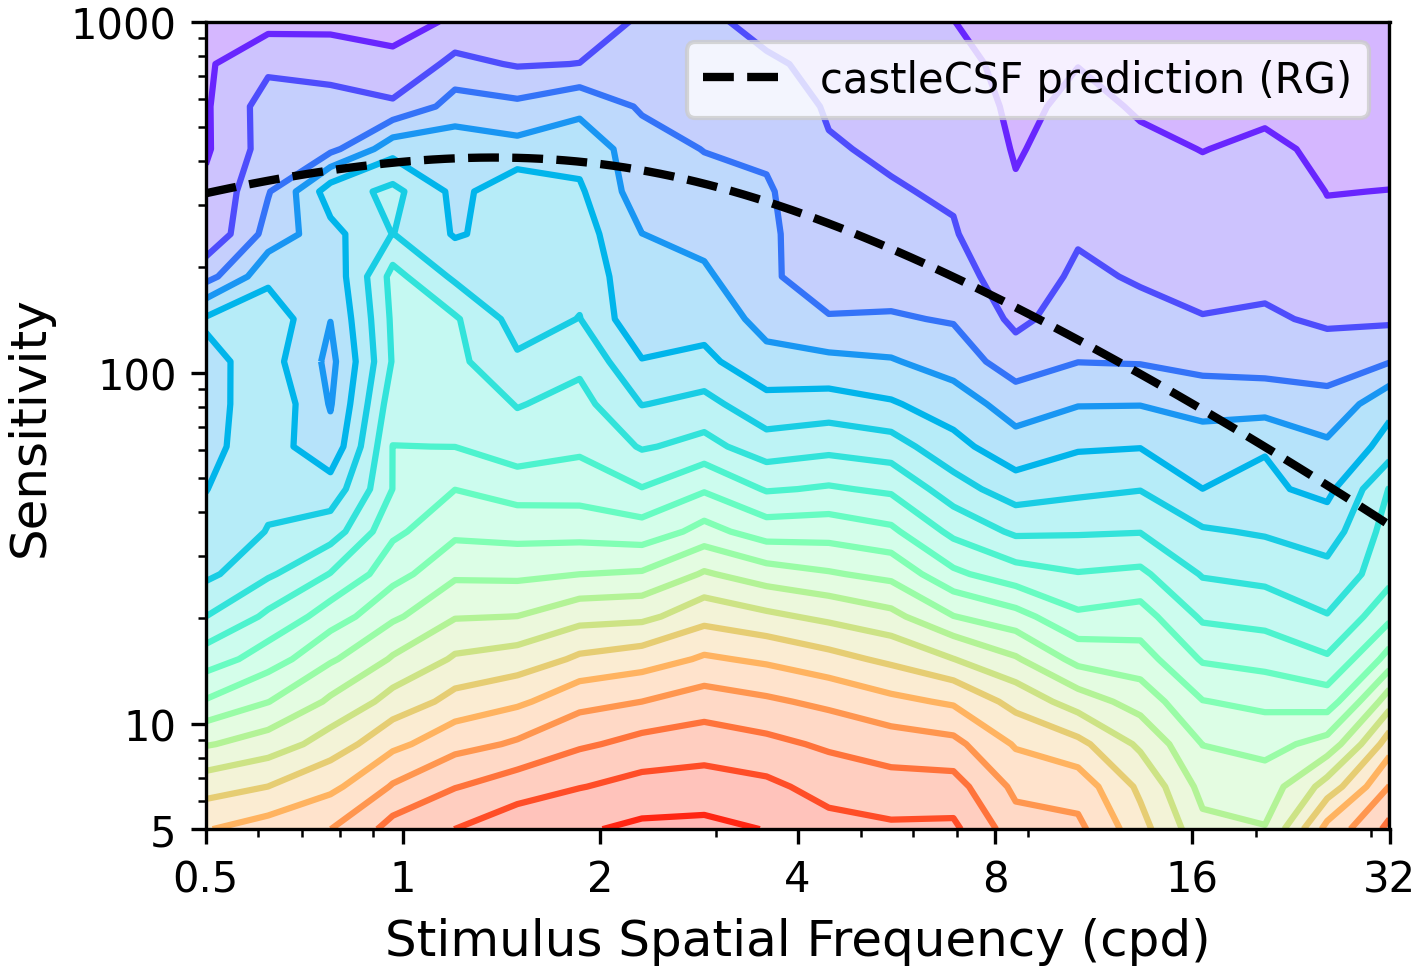 1000
castleCSF prediction (RG)
Sensitivity
100
10
5
0.5 1 2 4 8 16 32
Stimulus Spatial Frequency (cpd)